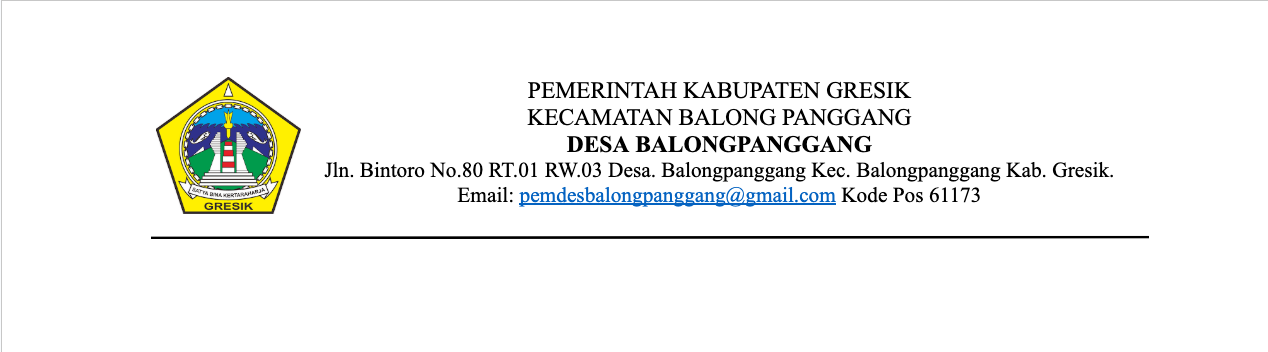 PEMERINTAH KABUPATEN GRESIK
KECAMATAN BALONG PANGGANG
DESA BALONGPANGGANG
Jln. Bintoro No.80 RT.01 RW.03 Desa. Balongpanggang Kec. Balongpanggang Kab. Gresik.
Email: pemdesbalongpanggang@gmail.com Kode Pos 61173
SATYA BINA KERTARAHARJA
GRESIK